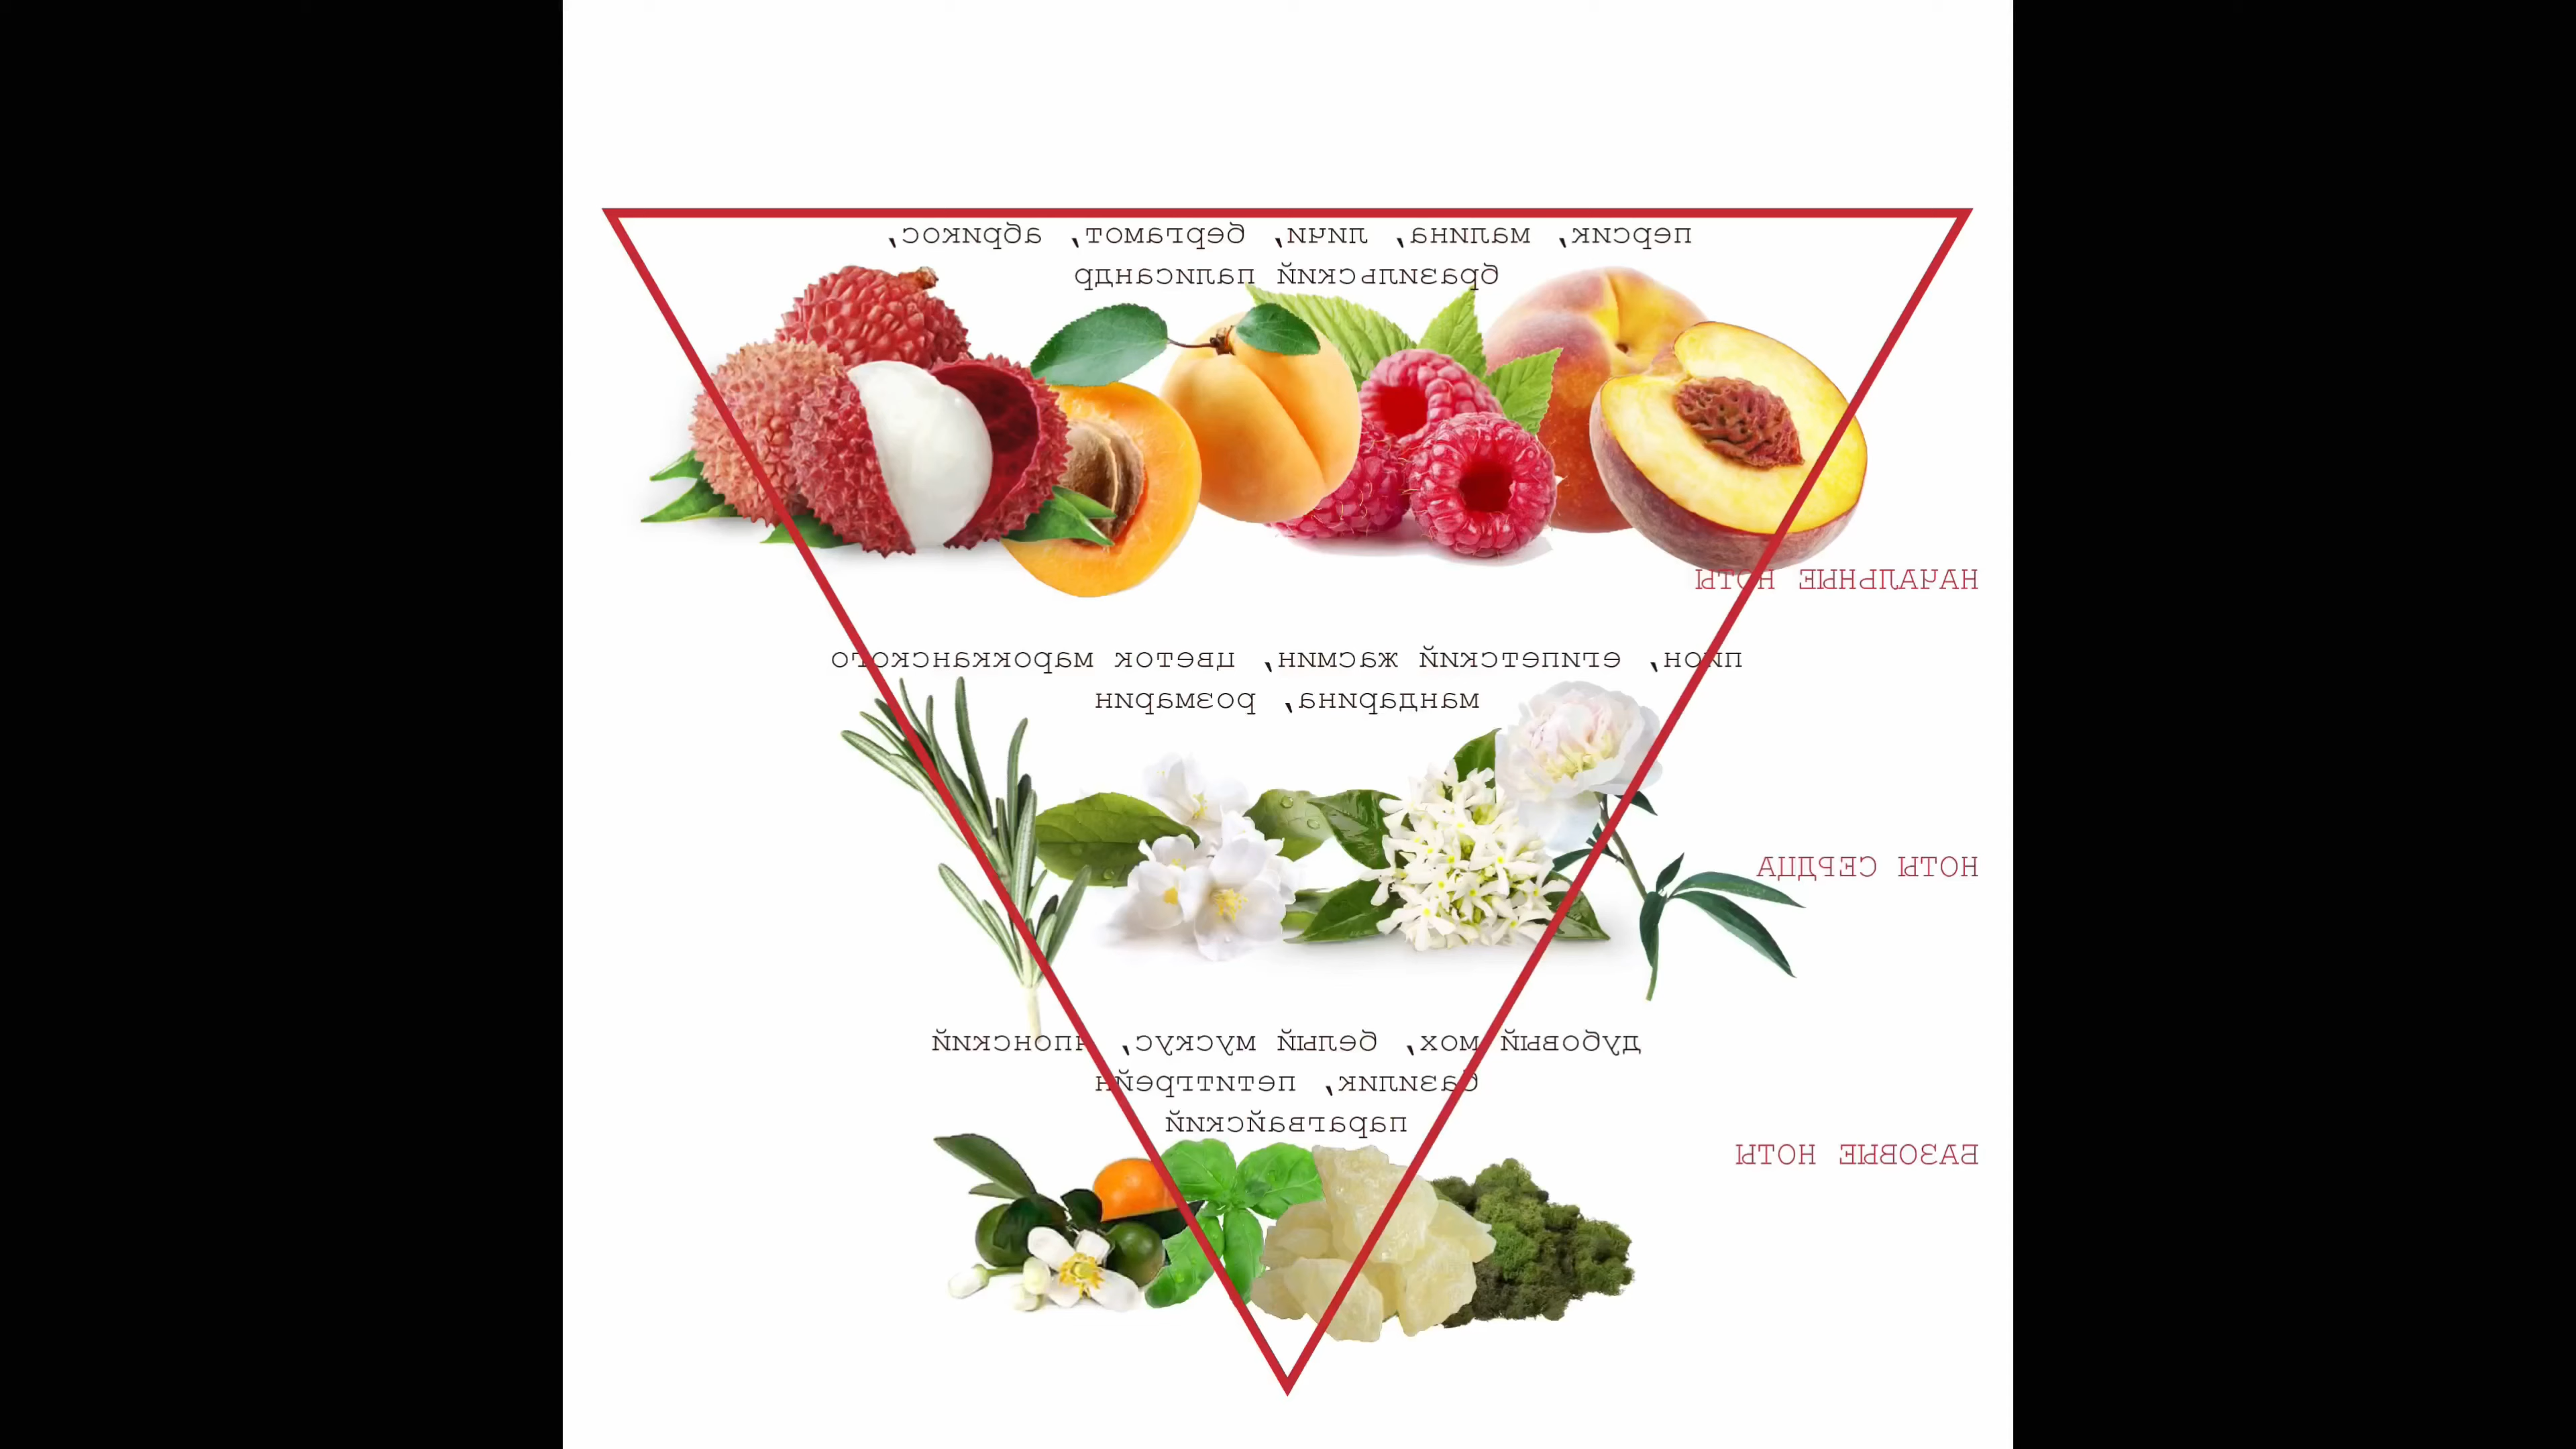 персик, малина, личи, бергамот, абрикос,
бразильский палисандр
НАЧАЛЬНЫЕ НОТЫ
пион, египетский жасмин, цветок марокканского
мандарина, розмарин
НОТЫ СЕРДЦА
дубовый мох, белый мускус, японский
базилик, петитгрейн
парагвайский
БАЗОВЫЕ НОТЫ